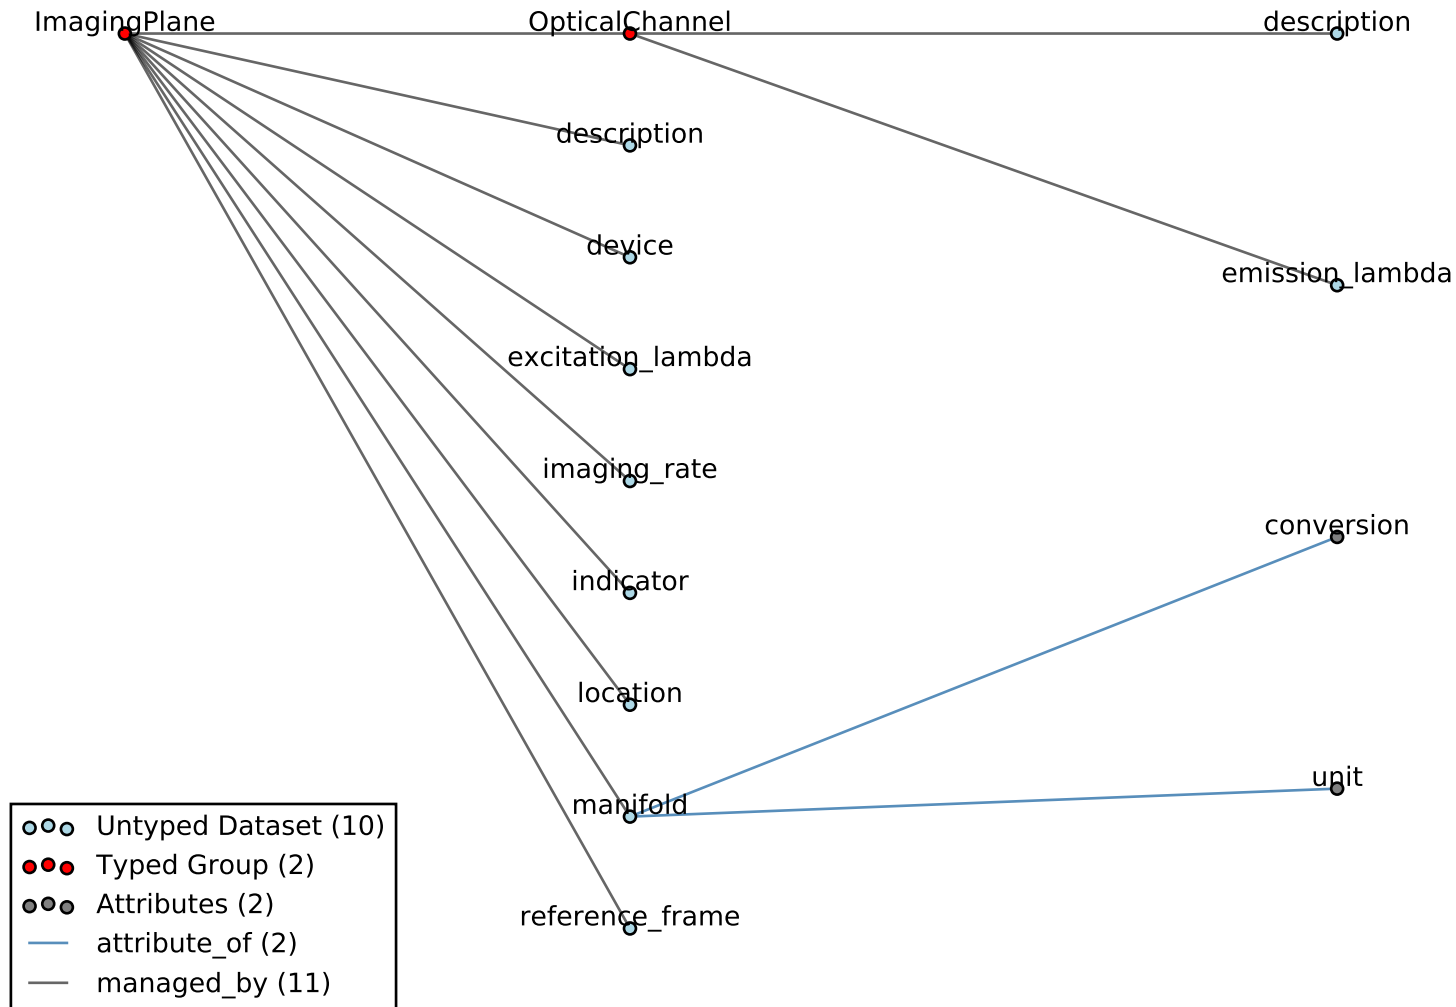 ImagingPlane
OpticalChannel
description
description
device
emission_lambda
excitation_lambda
imaging_rate
conversion
indicator
location
unit
manifold
reference_frame
Untyped Dataset (10)
Typed Group (2)
Attributes (2)
attribute_of (2)
managed_by (11)